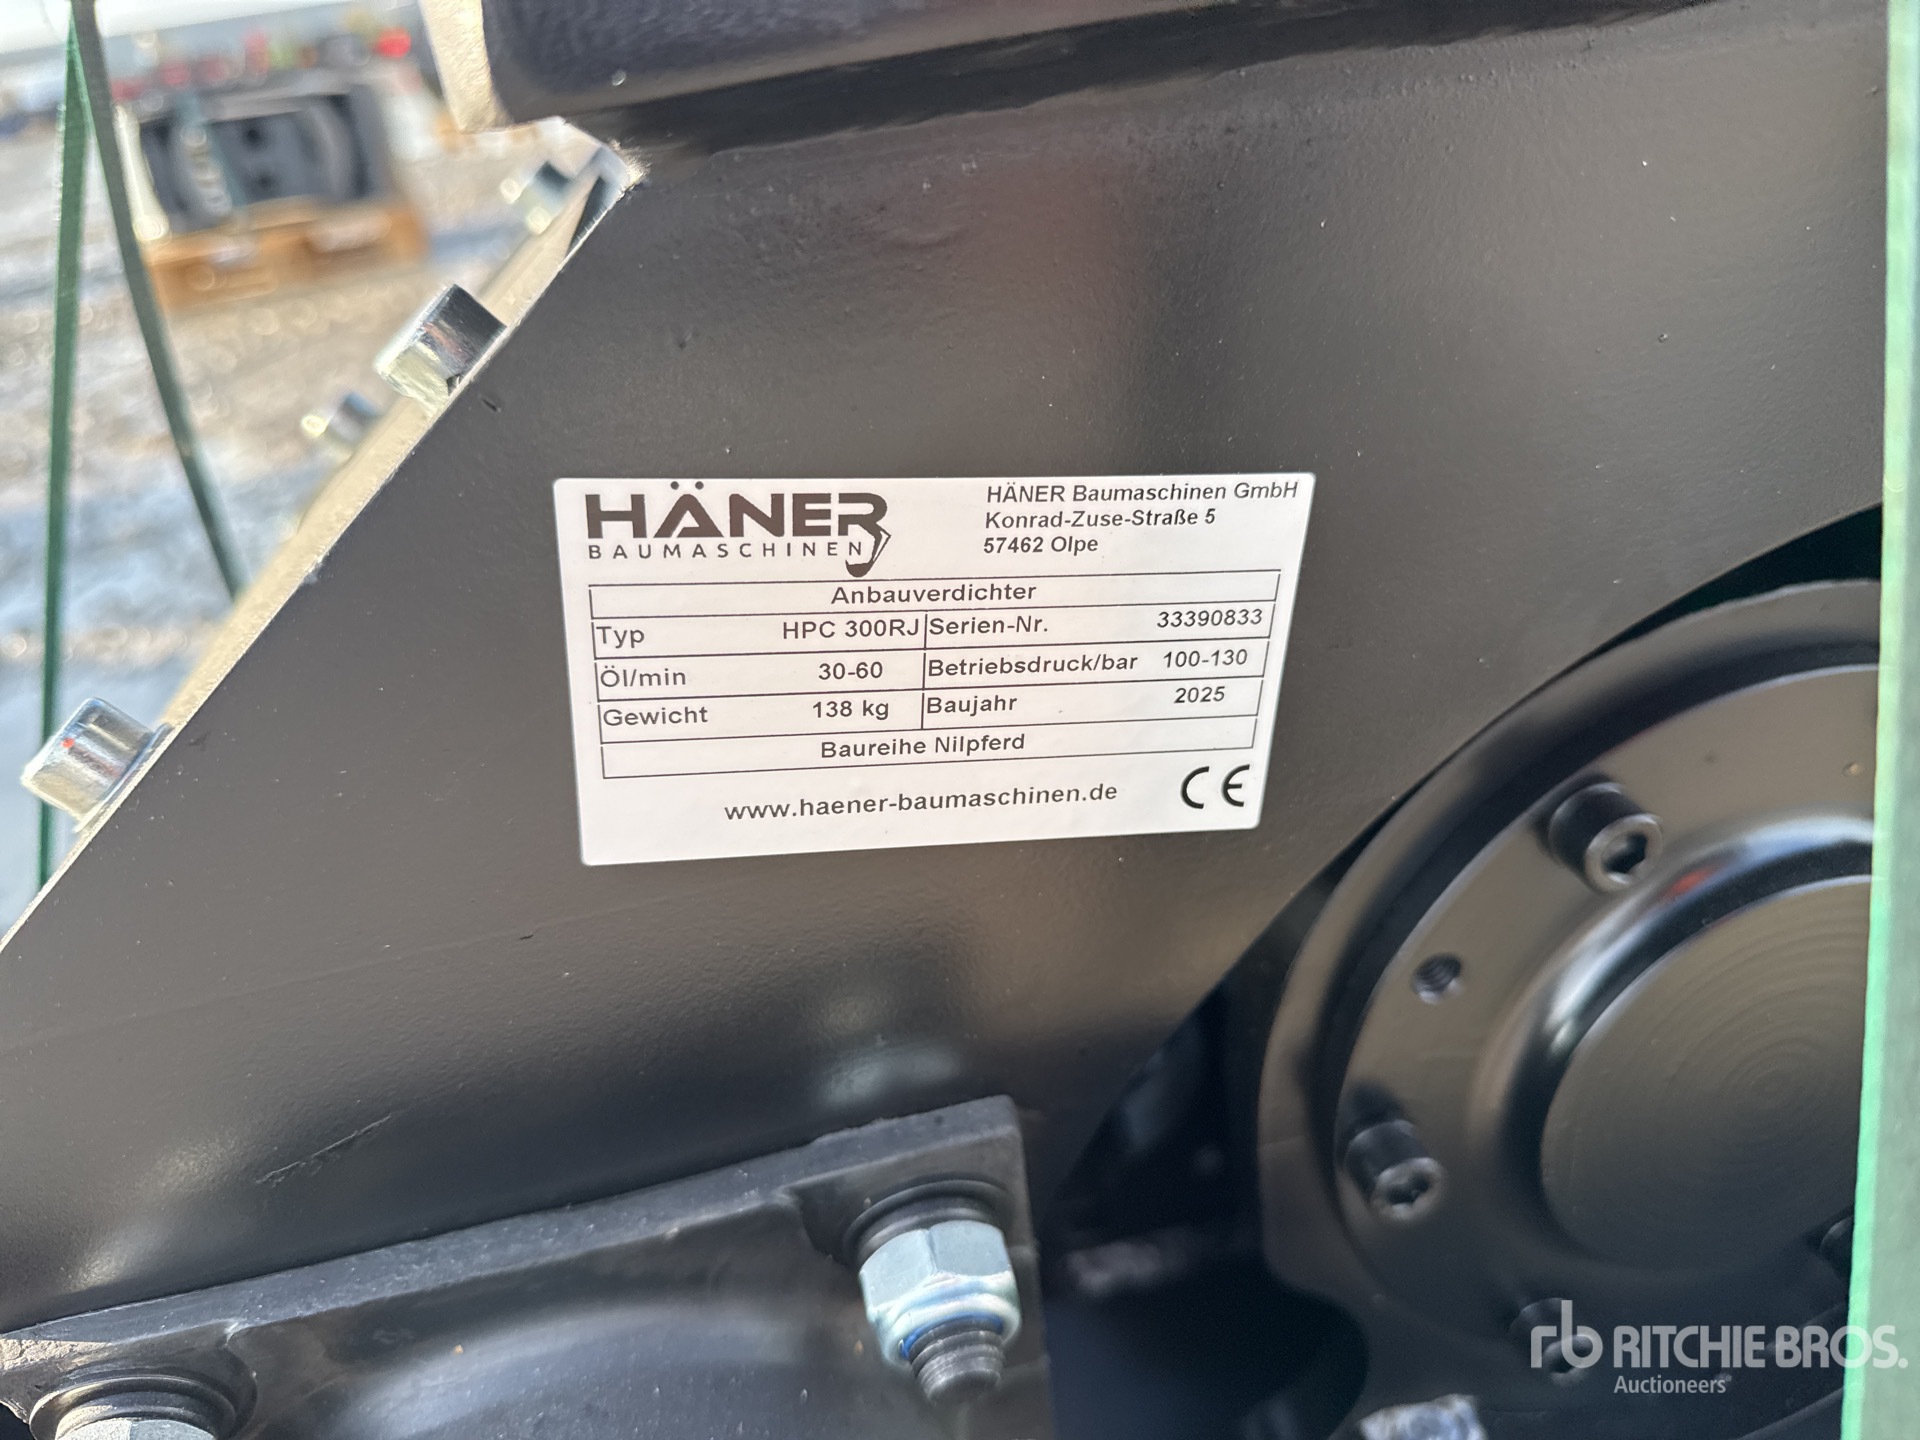 HÄNER
BAUMASCHINEN
HÄNER Baumaschinen GmbH
Konrad-Zuse-Straße 5
57462 Olpe
Anbauverdichter
Typ HPC 300RJ Serien-Nr. 33390833
Öl/min 30-60 Betriebsdruck/bar 100-130
Gewicht 138 kg Baujahr 2025
Baureihe Nilpferd
www.haener-baumaschinen.de CE
rb RITCHIE BROS.
Auctioneers